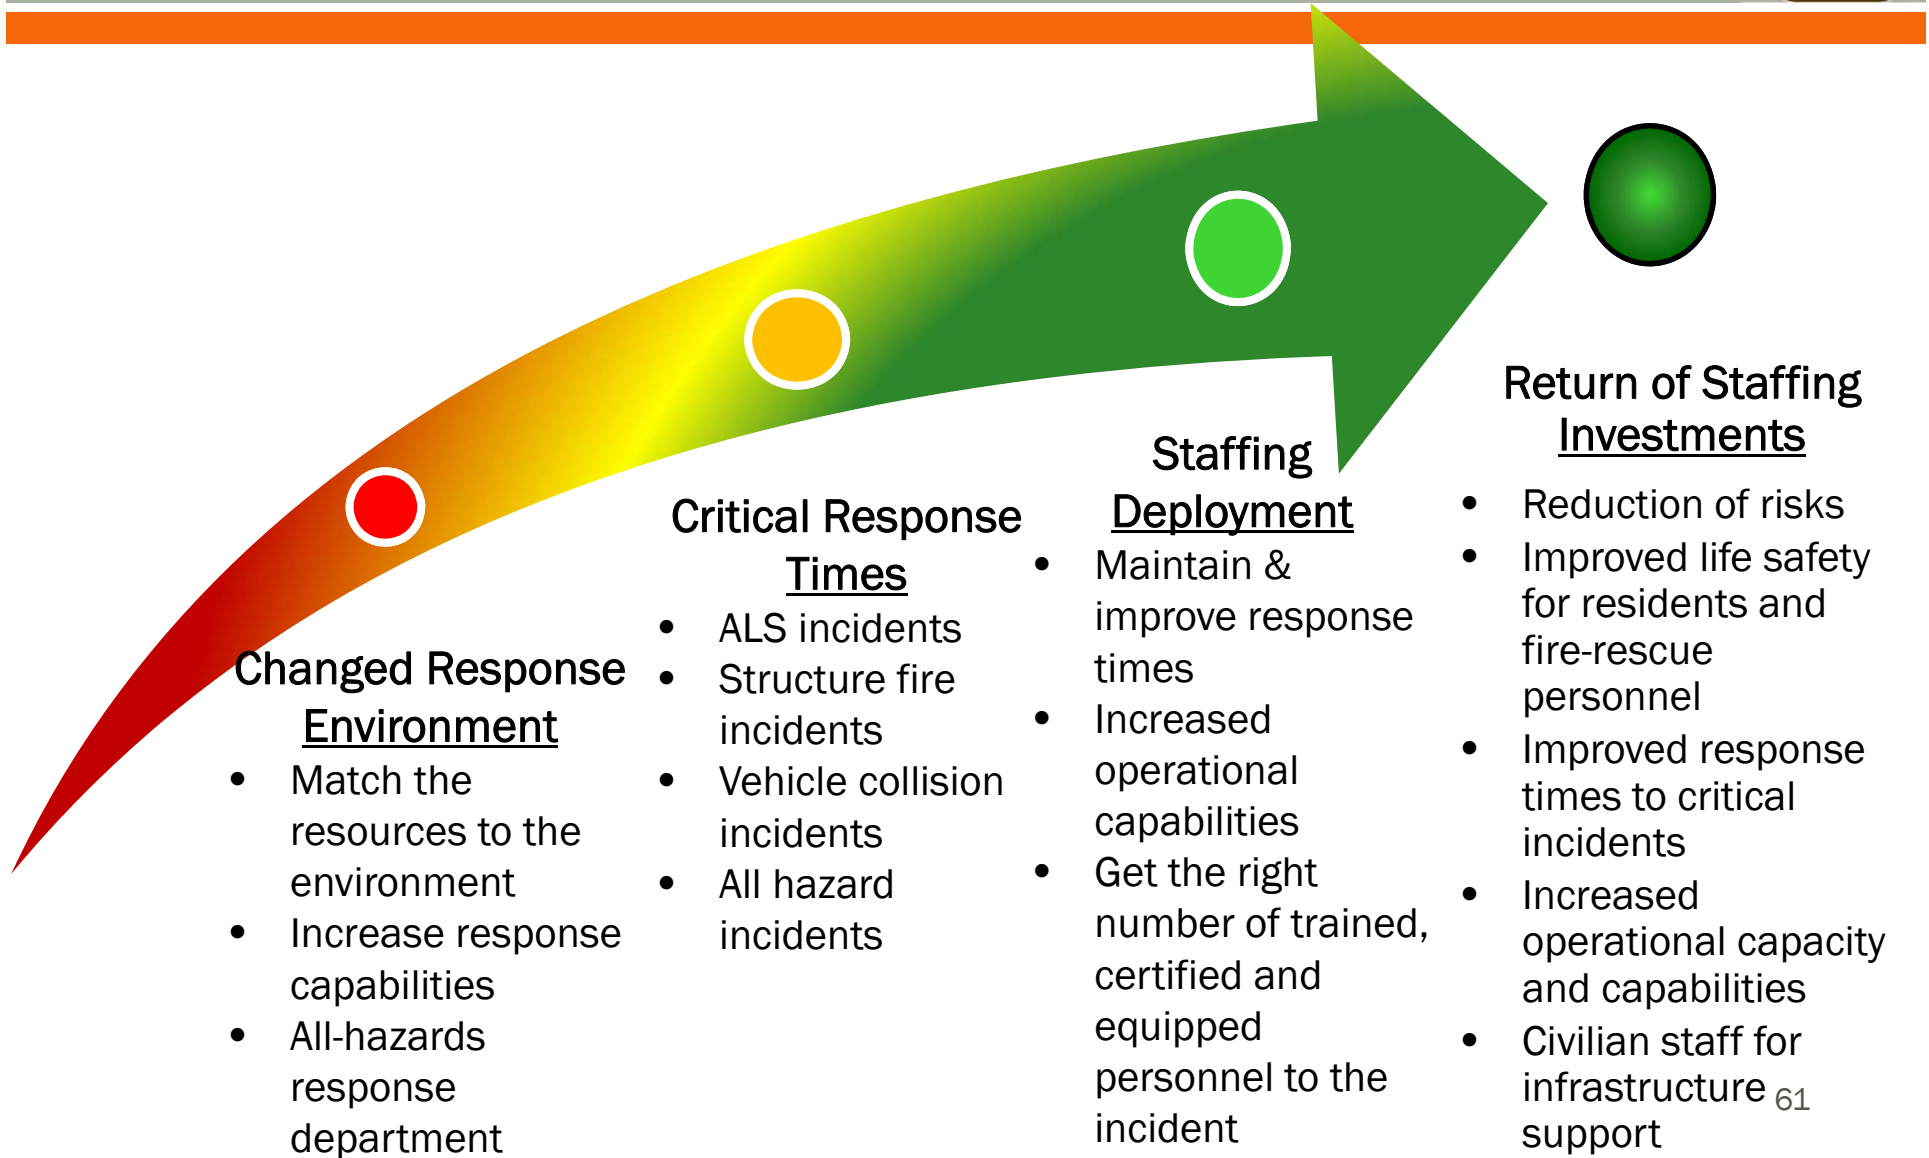 Changed Response
Environment
• Match the
resources to the
environment
• Increase response
capabilities
• All-hazards
response
department
Critical Response
Times
• ALS incidents
• Structure fire
incidents
• Vehicle collision
incidents
• All hazard
incidents
Staffing
Deployment
• Maintain &
improve response
times
• Increased
operational
capabilities
• Get the right
number of trained,
certified and
equipped
personnel to the
incident
Return of Staffing
Investments
• Reduction of risks
• Improved life safety
for residents and
fire-rescue
personnel
• Improved response
times to critical
incidents
• Increased
operational capacity
and capabilities
• Civilian staff for
infrastructure
support
61